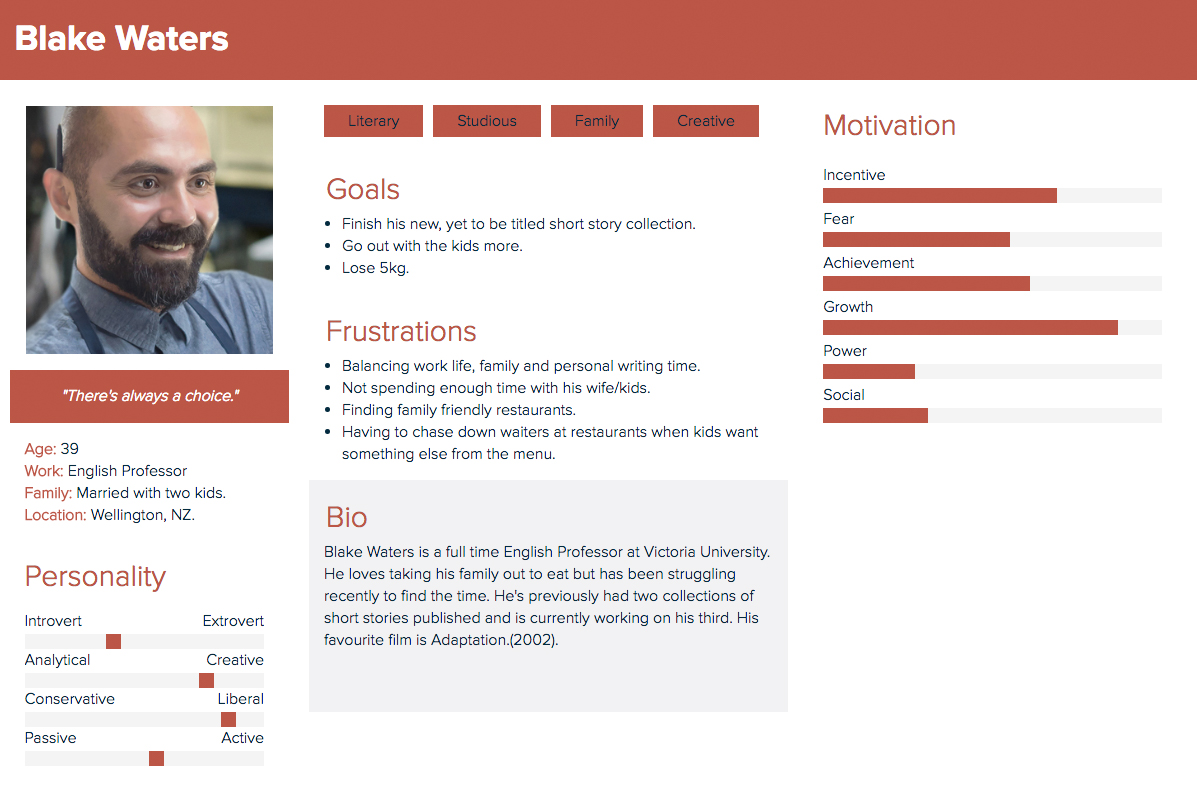 Blake Waters
"There's always a choice."
Age: 39
Work: English Professor
Family: Married with two kids.
Location: Wellington, NZ.
Personality
Introvert Extrovert
Analytical Creative
Conservative Liberal
Passive Active
Literary Studious Family Creative
Goals
Finish his new, yet to be titled short story collection.
Go out with the kids more.
Lose 5kg.
Frustrations
Balancing work life, family and personal writing time.
Not spending enough time with his wife/kids.
Finding family friendly restaurants.
Having to chase down waiters at restaurants when kids want
something else from the menu.
Bio
Blake Waters is a full time English Professor at Victoria University.
He loves taking his family out to eat but has been struggling
recently to find the time. He's previously had two collections of
short stories published and is currently working on his third. His
favourite film is Adaptation.(2002).
Motivation
Incentive
Fear
Achievement
Growth
Power
Social